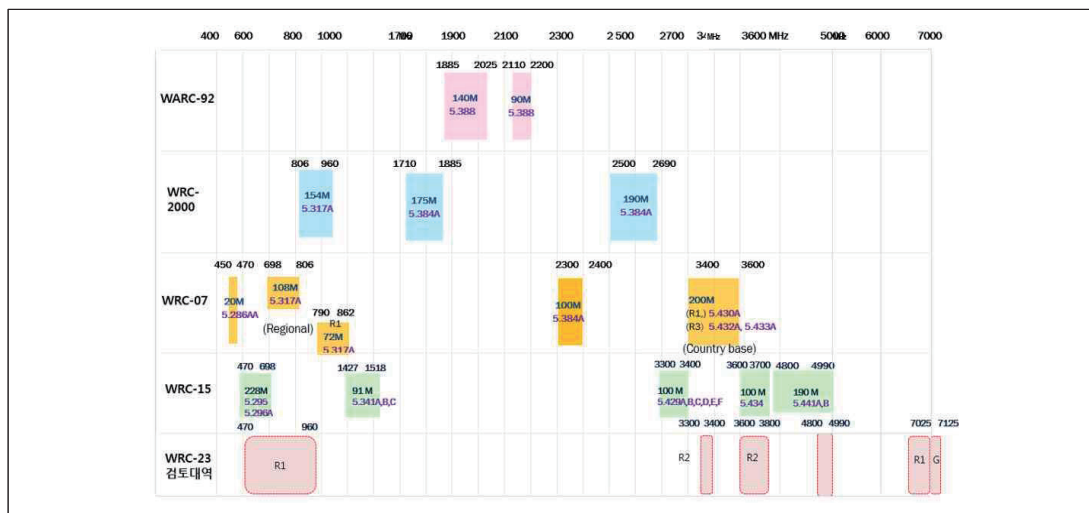 400 600 800 1000 1700 1900 2100 2300 2500 2700 3600 MHz 5000 6000 7000
1885 2025 2110 2200
WARC-92
140M 90M
5.388 5.388
806 960 1710 1885 2500 2690
WRC-
2000
154M 175M 190M
5.317A 5.384A 5.384A
450 470 698 806 2300 2400 3400 3600
WRC-07
108M
5.317A
20M
5.286AA
(Regional)
790 862
R1
72M
5.317A
100M
5.384A
200M
(R1,) 5.430A
(R3) 5.432A, 5.433A
(Country base)
WRC-15
470 698 1427 1518 3300 3400 3600 3700 4800 4990
228M 91 M 100 M 100 M 190 M
5.295 5.341A,B,C 5.429A,B,C,D,E,F 5.434 5.441A,B
5.296A
470 960 3300 3400 3600 3800 4800 4990 7025 7125
WRC-23
검토대역
R1 R2 R2 R1 G